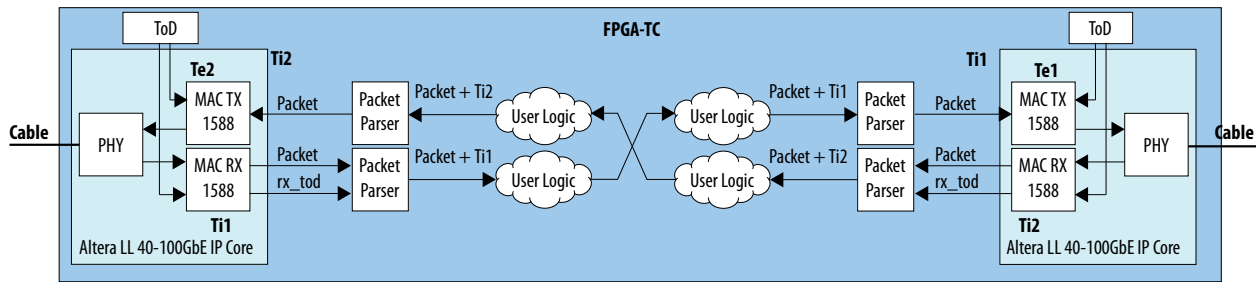 FPGA-TC
ToD
ToD
Ti2
Ti1
Te2
Te1
MAC TX
1588
Packet
Packet
Parser
Packet + Ti2
User Logic
User Logic
Packet + Ti1
Packet
Parser
Packet
MAC TX
1588
Cable
PHY
PHY
Cable
MAC RX
1588
Packet
rx_tod
Packet
Parser
Packet + Ti1
User Logic
User Logic
Packet + Ti2
Packet
Parser
Packet
rx_tod
MAC RX
1588
Ti1
Ti2
Altera LL 40-100GbE IP Core
Altera LL 40-100GbE IP Core